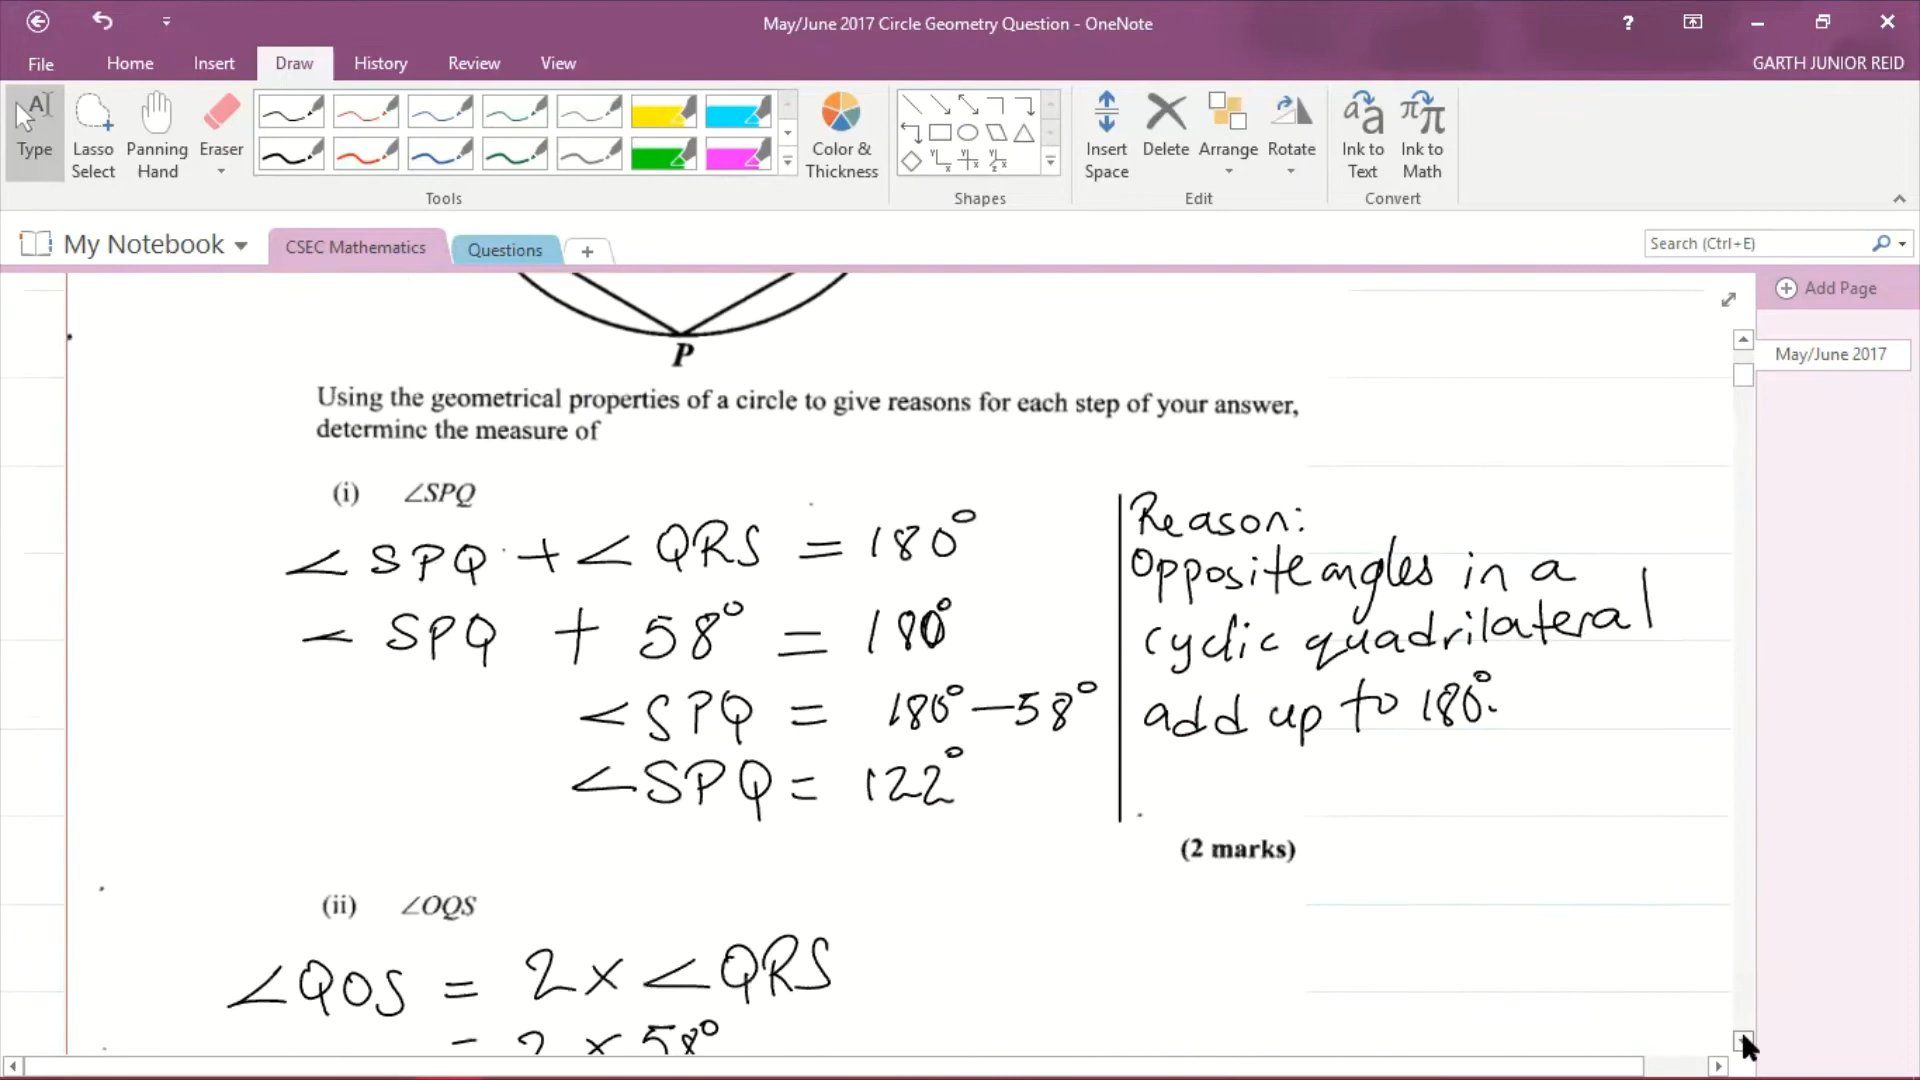 May/June 2017 Circle Geometry Question - OneNote
?
File Home Insert Draw History Review View
GARTH JUNIOR REID
Type
Lasso Select
Panning Hand
Eraser
Color & Thickness
Insert Space
Delete
Arrange
Rotate
Ink to Text
Ink to Math
Tools
Shapes
Edit
Convert
My Notebook
CSEC Mathematics
Questions
+
Search (Ctrl+E)
Add Page
May/June 2017
P
Using the geometrical properties of a circle to give reasons for each step of your answer,
determine the measure of
(i) ∠SPQ
∠SPQ + ∠QRS = 180°
∠SPQ + 58° = 180°
∠SPQ = 180° − 58°
∠SPQ = 122°
Reason:
Opposite angles in a
cyclic quadrilateral
add up to 180°.
(2 marks)
(ii) ∠OQS
∠QOS = 2 × ∠QRS
= 2 × 58°